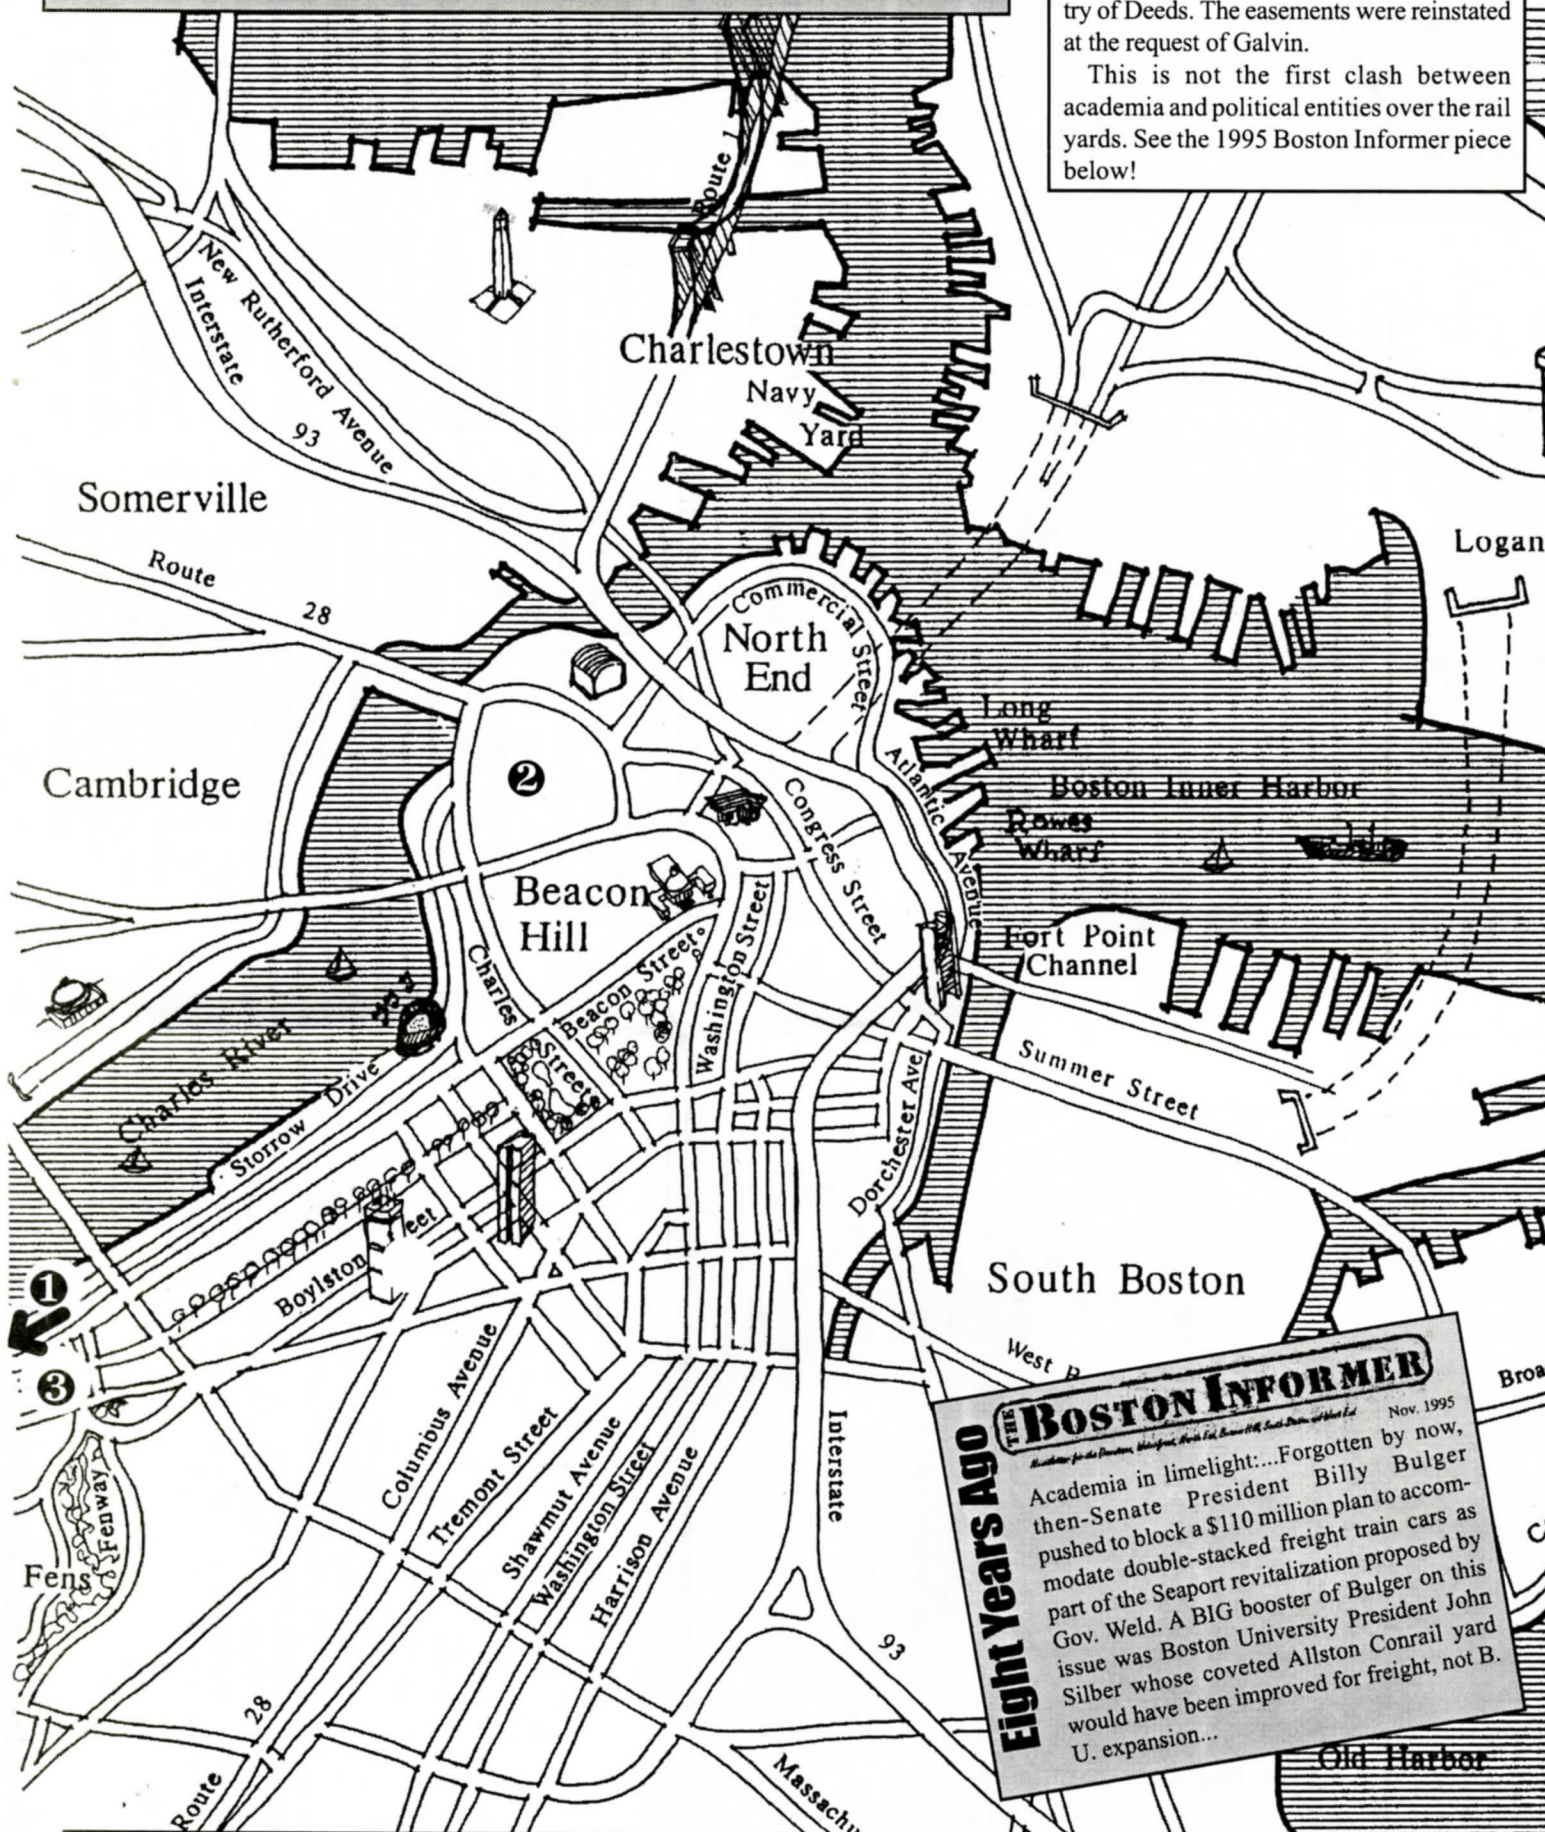 try of Deeds. The easements were reinstated
at the request of Galvin.
This is not the first clash between
academia and political entities over the rail
yards. See the 1995 Boston Informer piece
below!
Route 1
New Rutherford Avenue
Interstate
93
Charlestown
Navy
Yard
Somerville
Route
28
Logan
Commercial Street
North
End
Long
Wharf
Cambridge
2
Atlantic Avenue
Boston Inner Harbor
Rowes
Wharf
Congress Street
Beacon
Hill
Fort Point
Channel
Charles Street
Beacon Street
Washington Street
Charles River
Storrow Drive
Summer Street
Dorchester Ave
South Boston
1
Boylston
eet
3
West B
Broa
Columbus Avenue
Tremont Street
Shawmut Avenue
Washington Street
Harrison Avenue
Interstate
93
Fenway
Fens
28
Route
Massachu
C
Eight Years Ago
THE BOSTON INFORMER
Nov. 1995
Academia in limelight:...Forgotten by now,
then-Senate President Billy Bulger
pushed to block a $110 million plan to accom-
modate double-stacked freight train cars as
part of the Seaport revitalization proposed by
Gov. Weld. A BIG booster of Bulger on this
issue was Boston University President John
Silber whose coveted Allston Conrail yard
would have been improved for freight, not B.
U. expansion...
Old Harbor